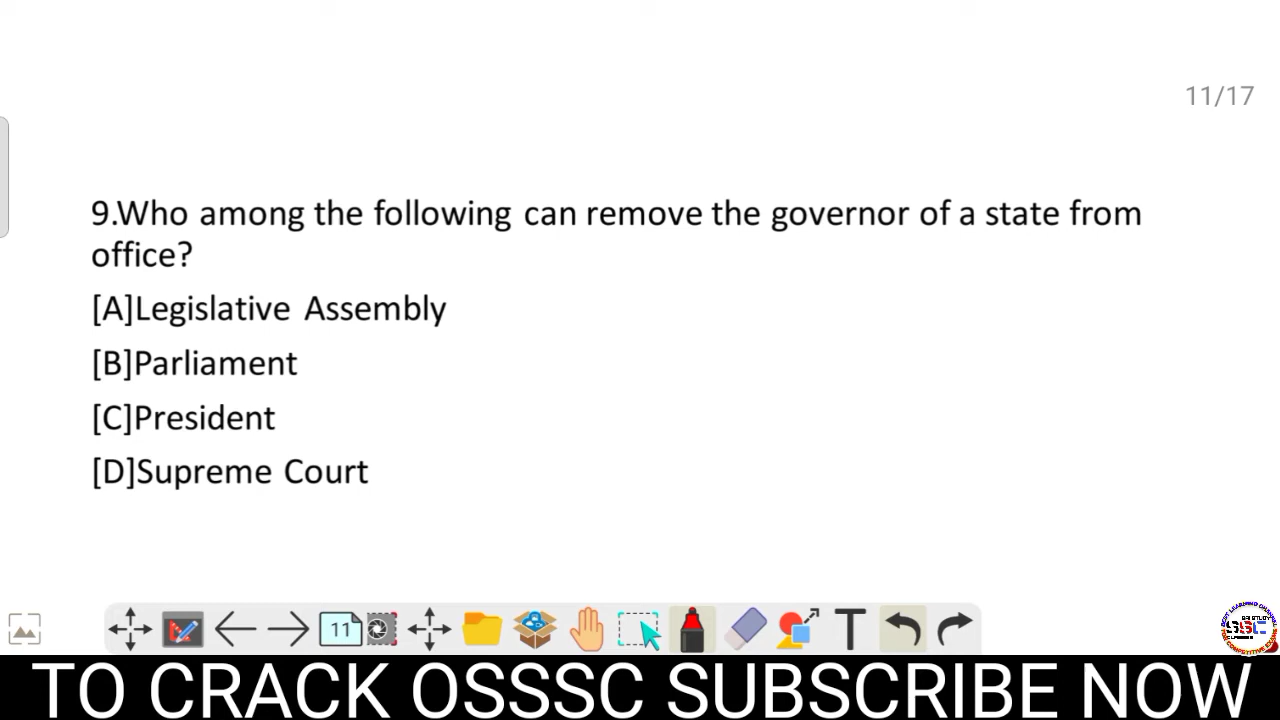 11/17
9.Who among the following can remove the governor of a state from
office?
[A]Legislative Assembly
[B]Parliament
[C]President
[D]Supreme Court
11
T
SSC
TO CRACK OSSSC SUBSCRIBE NOW